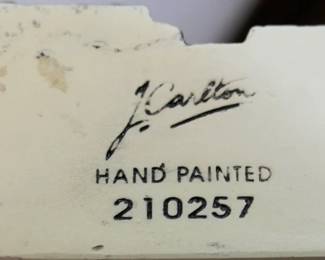 J. Carlton
HAND PAINTED
210257